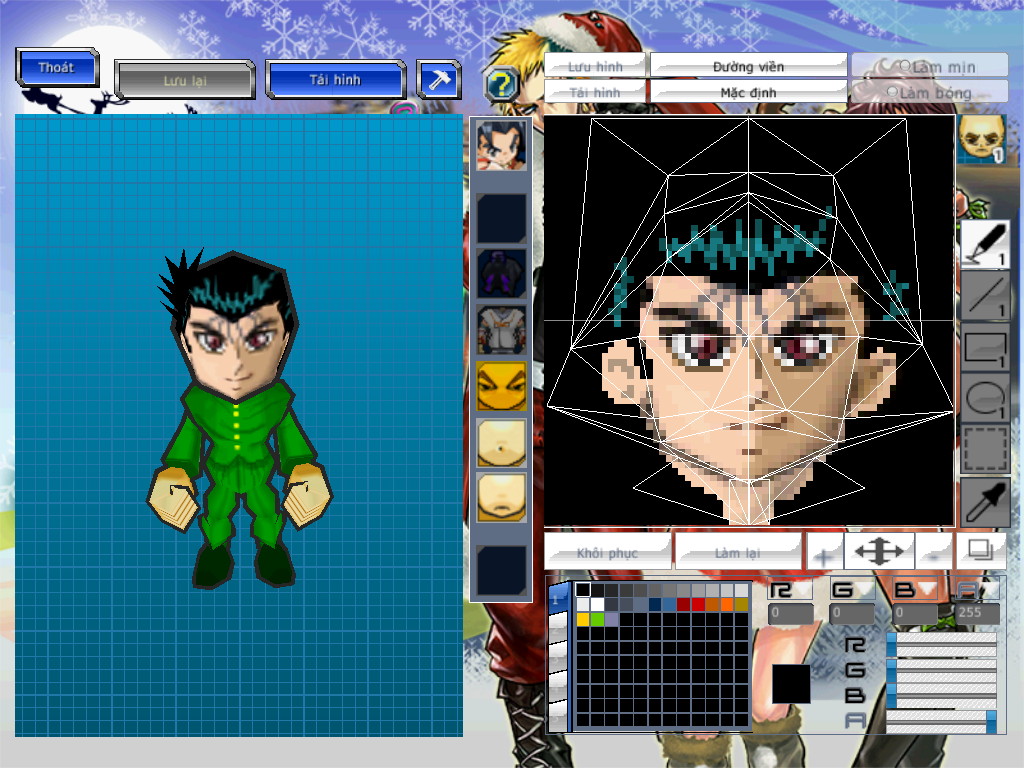 Thoát
Lưu lại
Tải hình
?
Lưu hình
Đường viền
Làm mịn
Tải hình
Mặc định
Làm bóng
1
1
1
1
1
Khôi phục
Làm lại
+
-
1
R
G
B
A
0
0
0
255
R
G
B
A